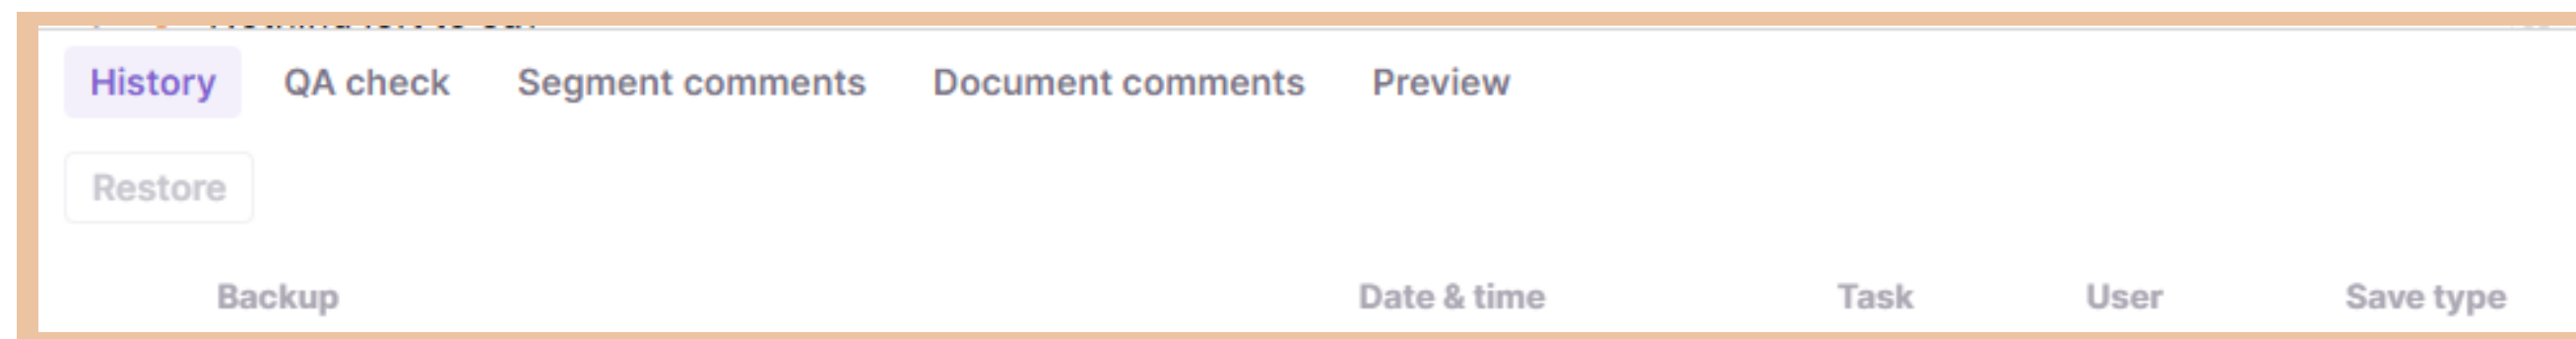 History QA check Segment comments Document comments Preview
Restore
Backup Date & time Task User Save type